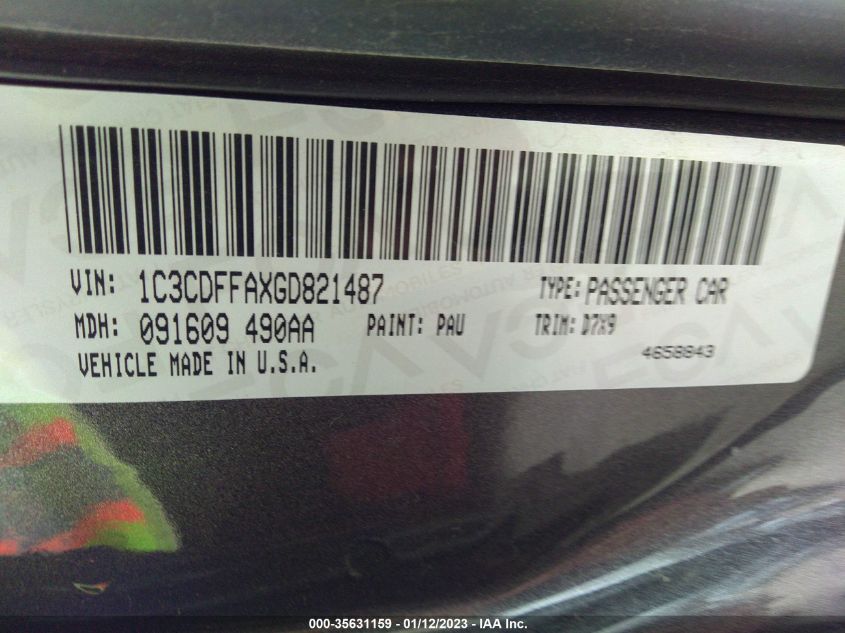 VIN: 1C3CDFFAXGD821487 TYPE: PASSENGER CAR
MDH: 091609 490AA PAINT: PAU TRIM: D7X9
VEHICLE MADE IN U.S.A. 4658843
000-35631159 - 01/12/2023 - IAA Inc.